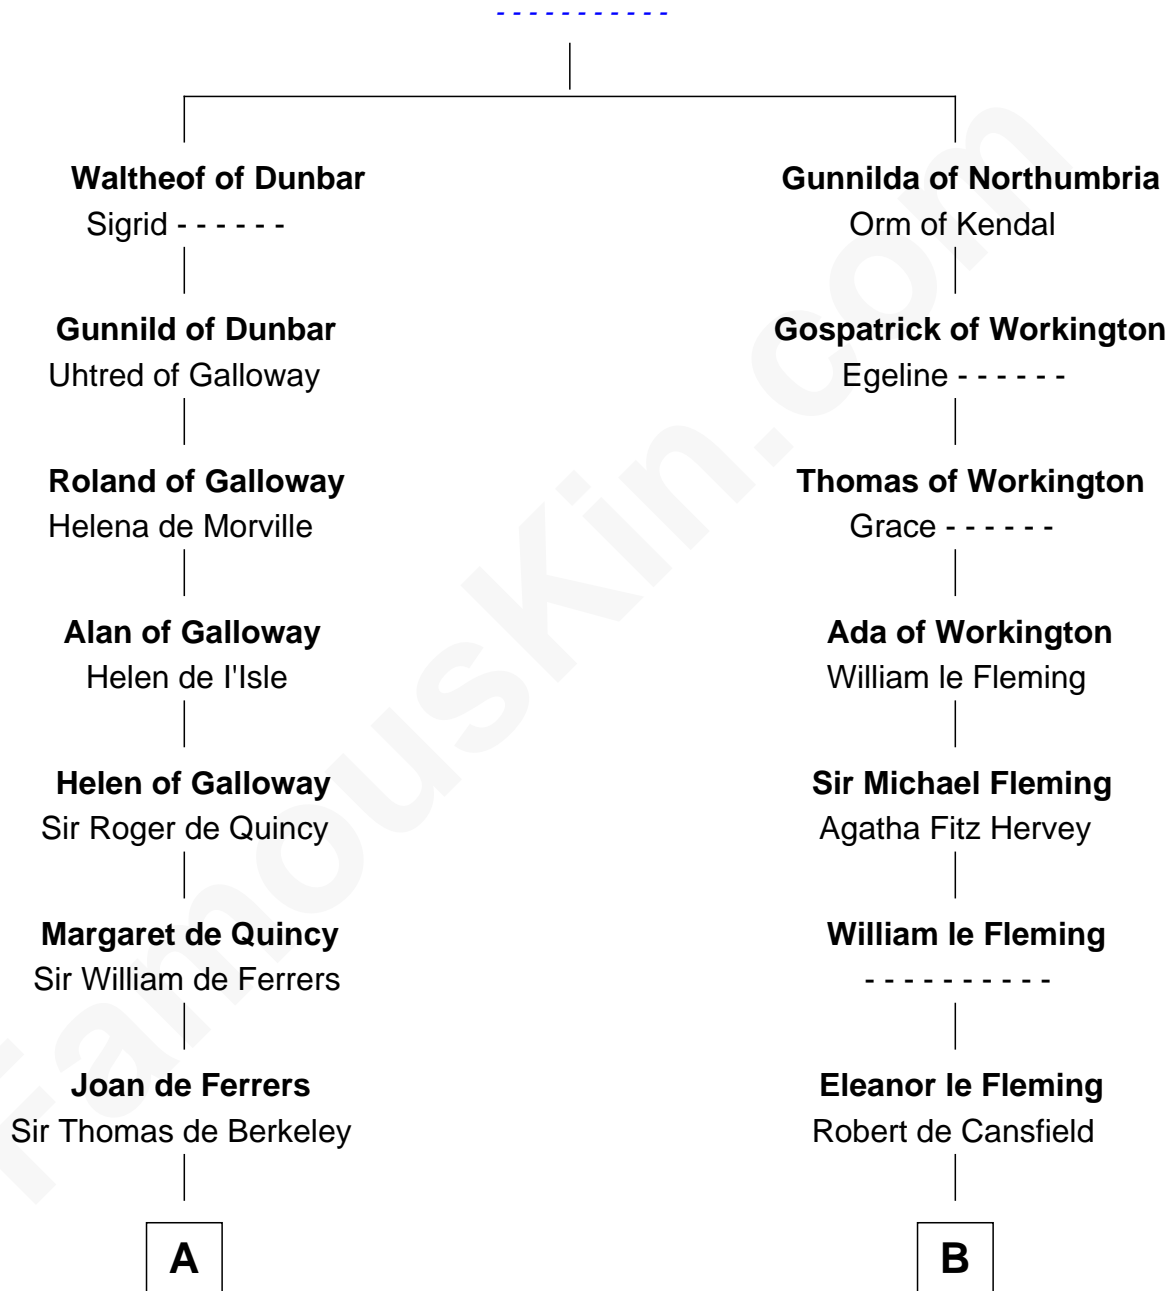 - - - - - - - - - - -
Waltheof of Dunbar
Sigrid - - - - - -
Gunnild of Dunbar
Uhtred of Galloway
Roland of Galloway
Helena de Morville
Alan of Galloway
Helen de l'Isle
Helen of Galloway
Sir Roger de Quincy
Margaret de Quincy
Sir William de Ferrers
Joan de Ferrers
Sir Thomas de Berkeley
A
Gunnilda of Northumbria
Orm of Kendal
Gospatrick of Workington
Egeline - - - - - -
Thomas of Workington
Grace - - - - - -
Ada of Workington
William le Fleming
Sir Michael Fleming
Agatha Fitz Hervey
William le Fleming
- - - - - - - - - -
Eleanor le Fleming
Robert de Cansfield
B
FamousKin.com